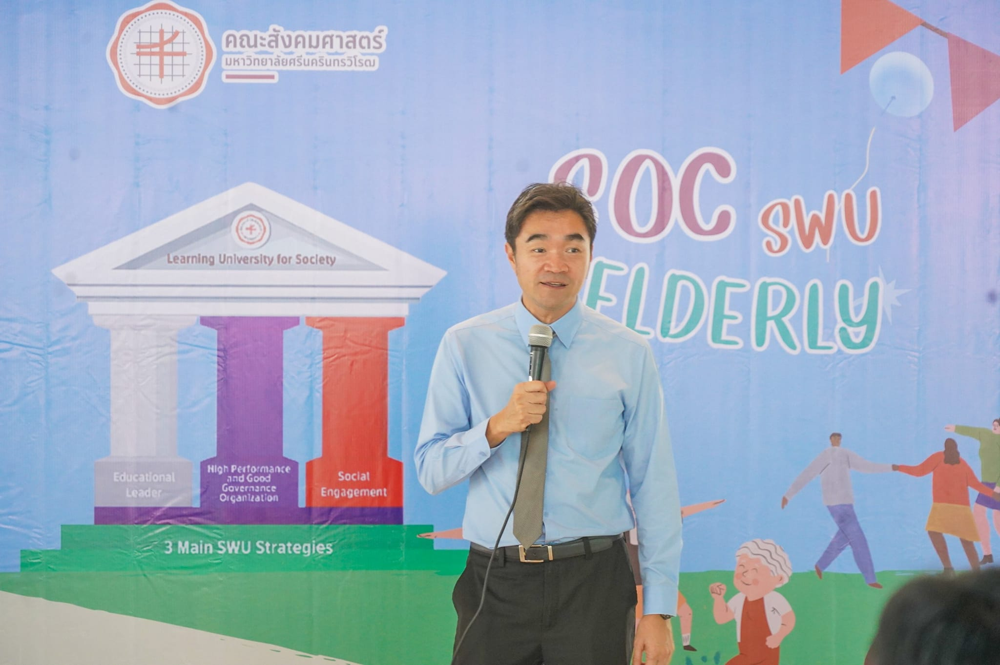 คณะสังคมศาสตร์
มหาวิทยาลัยศรีนครินทรวิโรฒ
SOC SWU
ELDERLY
Learning University for Society
Educational
Leader
High Performance
and Good
Governance
Organization
Social
Engagement
3 Main SWU Strategies